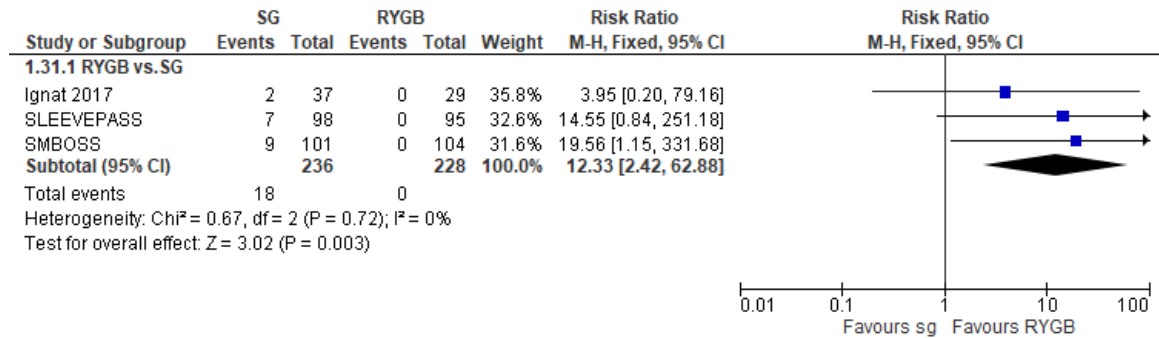 SG RYGB Risk Ratio Risk Ratio
Study or Subgroup Events Total Events Total Weight M-H, Fixed, 95% CI M-H, Fixed, 95% CI
1.31.1 RYGB vs. SG
Ignat 2017 2 37 0 29 35.8% 3.95 [0.20, 79.16]
SLEEVEPASS 7 98 0 95 32.6% 14.55 [0.84, 251.18]
SMBOSS 9 101 0 104 31.6% 19.56 [1.15, 331.68]
Subtotal (95% CI) 236 228 100.0% 12.33 [2.42, 62.88]
Total events 18 0
Heterogeneity: Chi² = 0.67, df = 2 (P = 0.72); I² = 0%
Test for overall effect: Z = 3.02 (P = 0.003)
0.01 0.1 1 10 100
Favours sg Favours RYGB